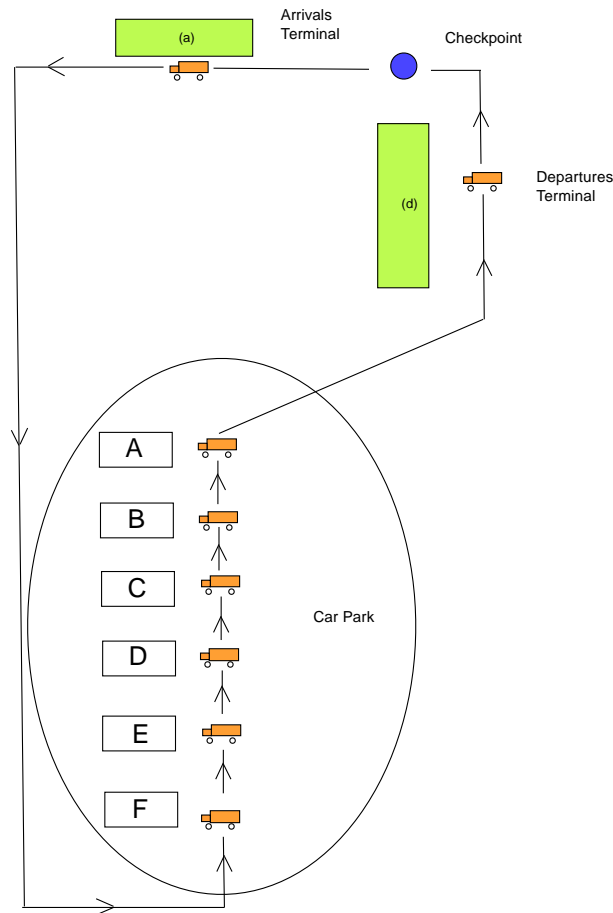 Arrivals
Terminal
(a)
Checkpoint
Departures
Terminal
(d)
A
B
C
Car Park
D
E
F